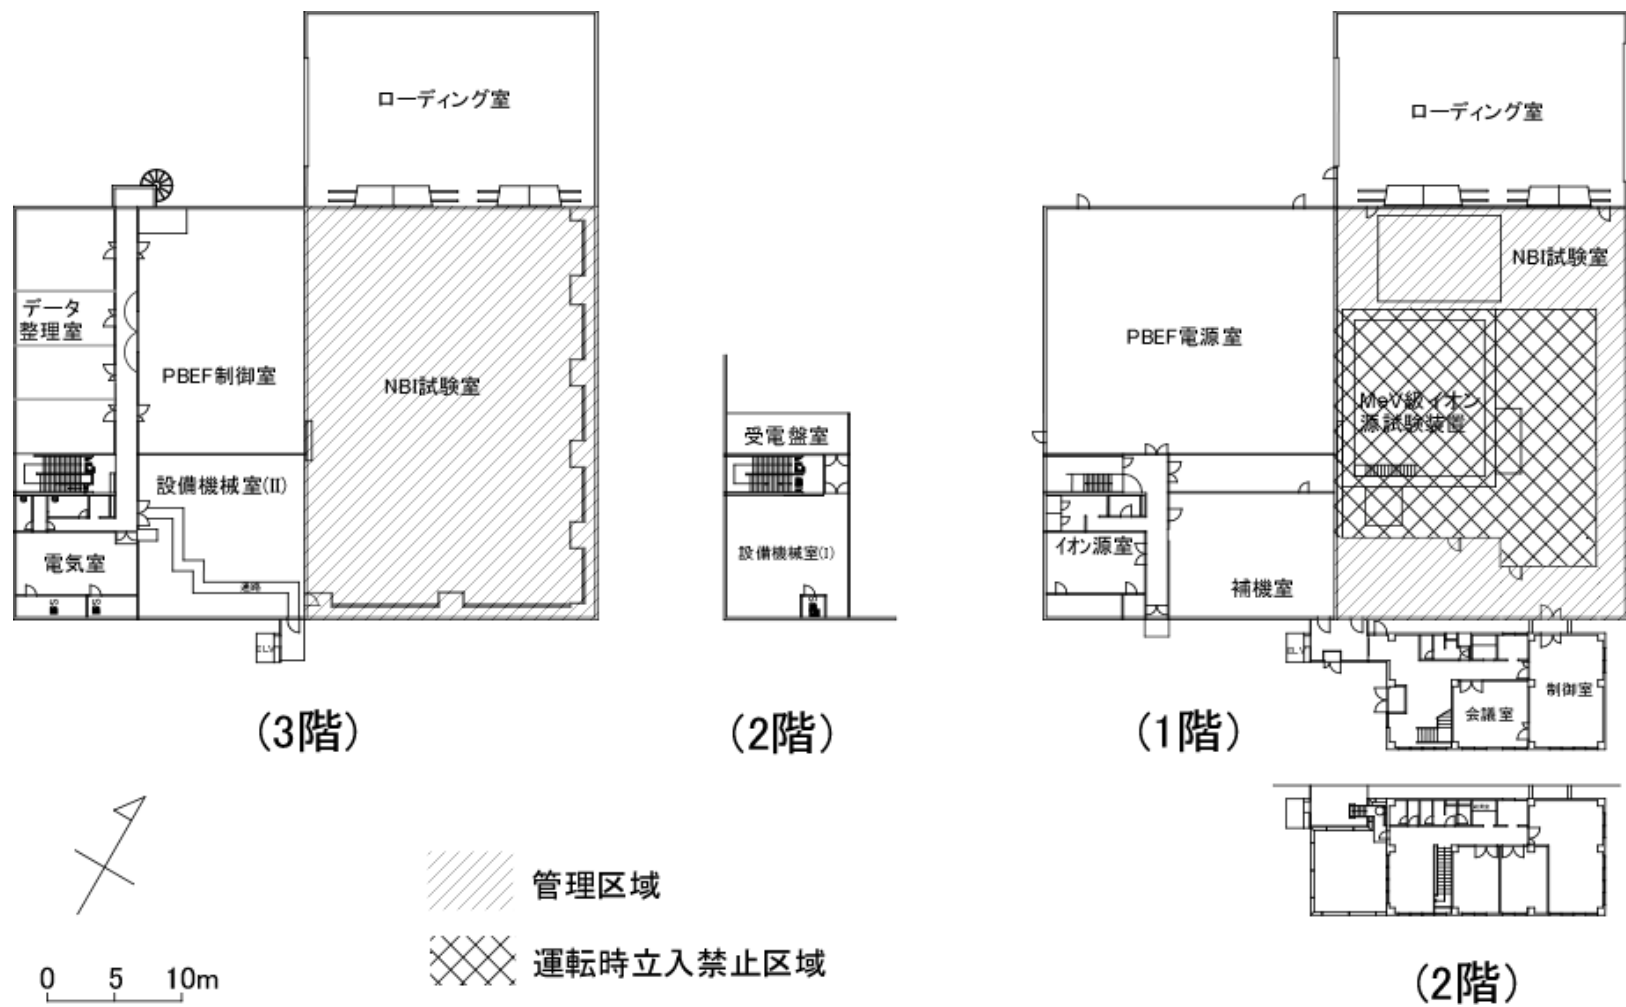 ローディング室
データ
整理室
PBEF制御室
NBI試験室
設備機械室(II)
電気室
通路
(3階)
受電盤室
設備機械室(I)
(2階)
ローディング室
NBI試験室
PBEF電源室
MeV級イオン
源試験装置
イオン源室
補機室
制御室
会議室
(1階)
(2階)
管理区域
運転時立入禁止区域
0 5 10m